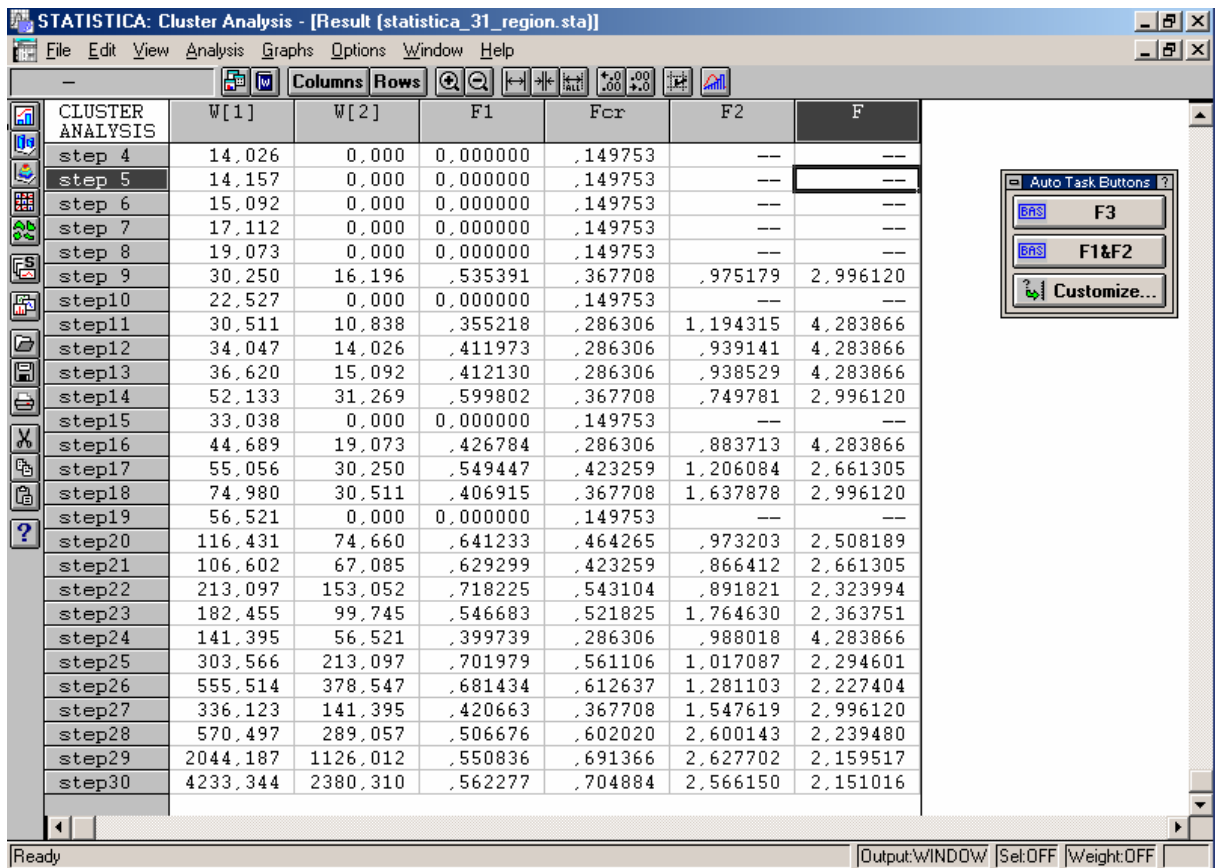 STATISTICA: Cluster Analysis - [Result (statistica_31_region.sta)]
File Edit View Analysis Graphs Options Window Help
— Columns Rows
CLUSTER ANALYSIS W[1] W[2] F1 Fcr F2 F
step 4 14,026 0,000 0,000000 ,149753 — —
step 5 14,157 0,000 0,000000 ,149753 — —
step 6 15,092 0,000 0,000000 ,149753 — —
step 7 17,112 0,000 0,000000 ,149753 — —
step 8 19,073 0,000 0,000000 ,149753 — —
step 9 30,250 16,196 ,535391 ,367708 ,975179 2,996120
step10 22,527 0,000 0,000000 ,149753 — —
step11 30,511 10,838 ,355218 ,286306 1,194315 4,283866
step12 34,047 14,026 ,411973 ,286306 ,939141 4,283866
step13 36,620 15,092 ,412130 ,286306 ,938529 4,283866
step14 52,133 31,269 ,599802 ,367708 ,749781 2,996120
step15 33,038 0,000 0,000000 ,149753 — —
step16 44,689 19,073 ,426784 ,286306 ,883713 4,283866
step17 55,056 30,250 ,549447 ,423259 1,206084 2,661305
step18 74,980 30,511 ,406915 ,367708 1,637878 2,996120
step19 56,521 0,000 0,000000 ,149753 — —
step20 116,431 74,660 ,641233 ,464265 ,973203 2,508189
step21 106,602 67,085 ,629299 ,423259 ,866412 2,661305
step22 213,097 153,052 ,718225 ,543104 ,891821 2,323994
step23 182,455 99,745 ,546683 ,521825 1,764630 2,363751
step24 141,395 56,521 ,399739 ,286306 ,988018 4,283866
step25 303,566 213,097 ,701979 ,561106 1,017087 2,294601
step26 555,514 378,547 ,681434 ,612637 1,281103 2,227404
step27 336,123 141,395 ,420663 ,367708 1,547619 2,996120
step28 570,497 289,057 ,506676 ,602020 2,600143 2,239480
step29 2044,187 1126,012 ,550836 ,691366 2,627702 2,159517
step30 4233,344 2380,310 ,562277 ,704884 2,566150 2,151016
Auto Task Buttons ?
BAS F3
BAS F1&F2
Customize...
Ready Output:WINDOW Sel:OFF Weight:OFF